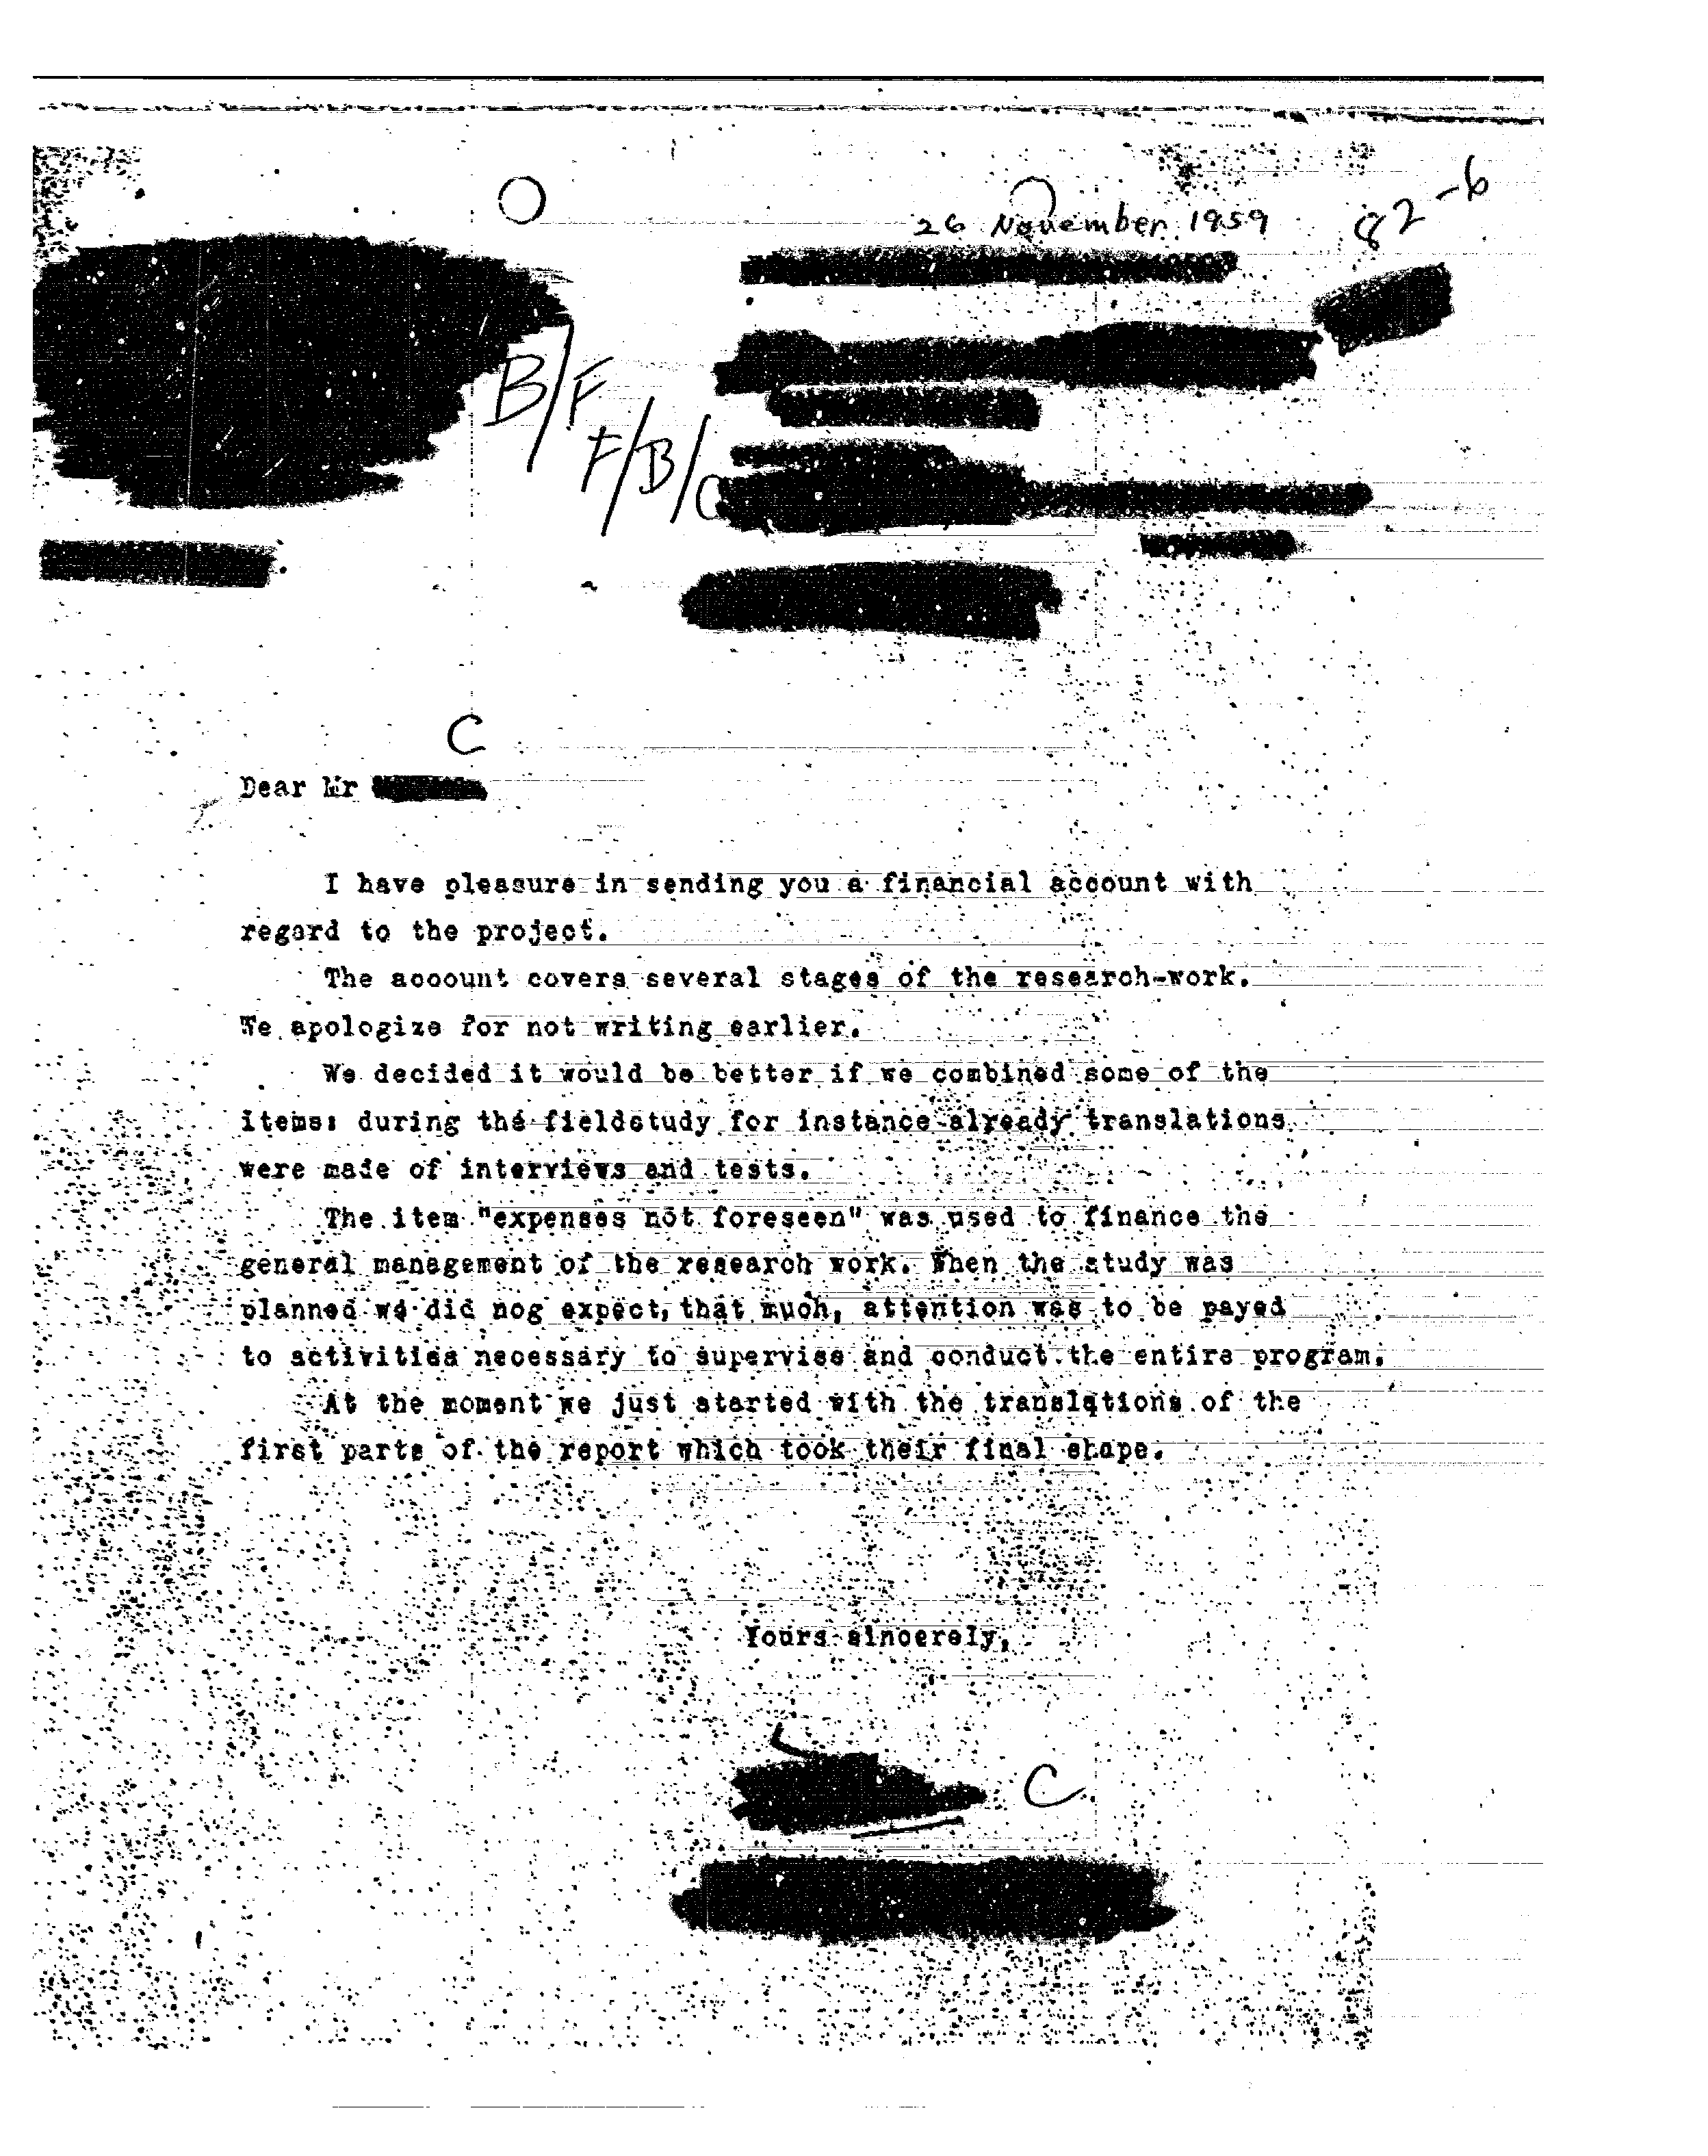 82-6
26 November 1959
B/F
F/B/C
C
Dear Mr
I have pleasure in sending you a financial account with
regard to the project.
The account covers several stages of the research-work.
We apologize for not writing earlier.
We decided it would be better if we combined some of the
items: during the fieldstudy for instance already translations
were made of interviews and tests.
The item "expenses not foreseen" was used to finance the
general management of the research work. When the study was
planned we did nog expect, that much, attention was to be payed
to activities necessary to supervise and conduct the entire program.
At the moment we just started with the translations of the
first parts of the report which took their final shape.
Yours sincerely,
C